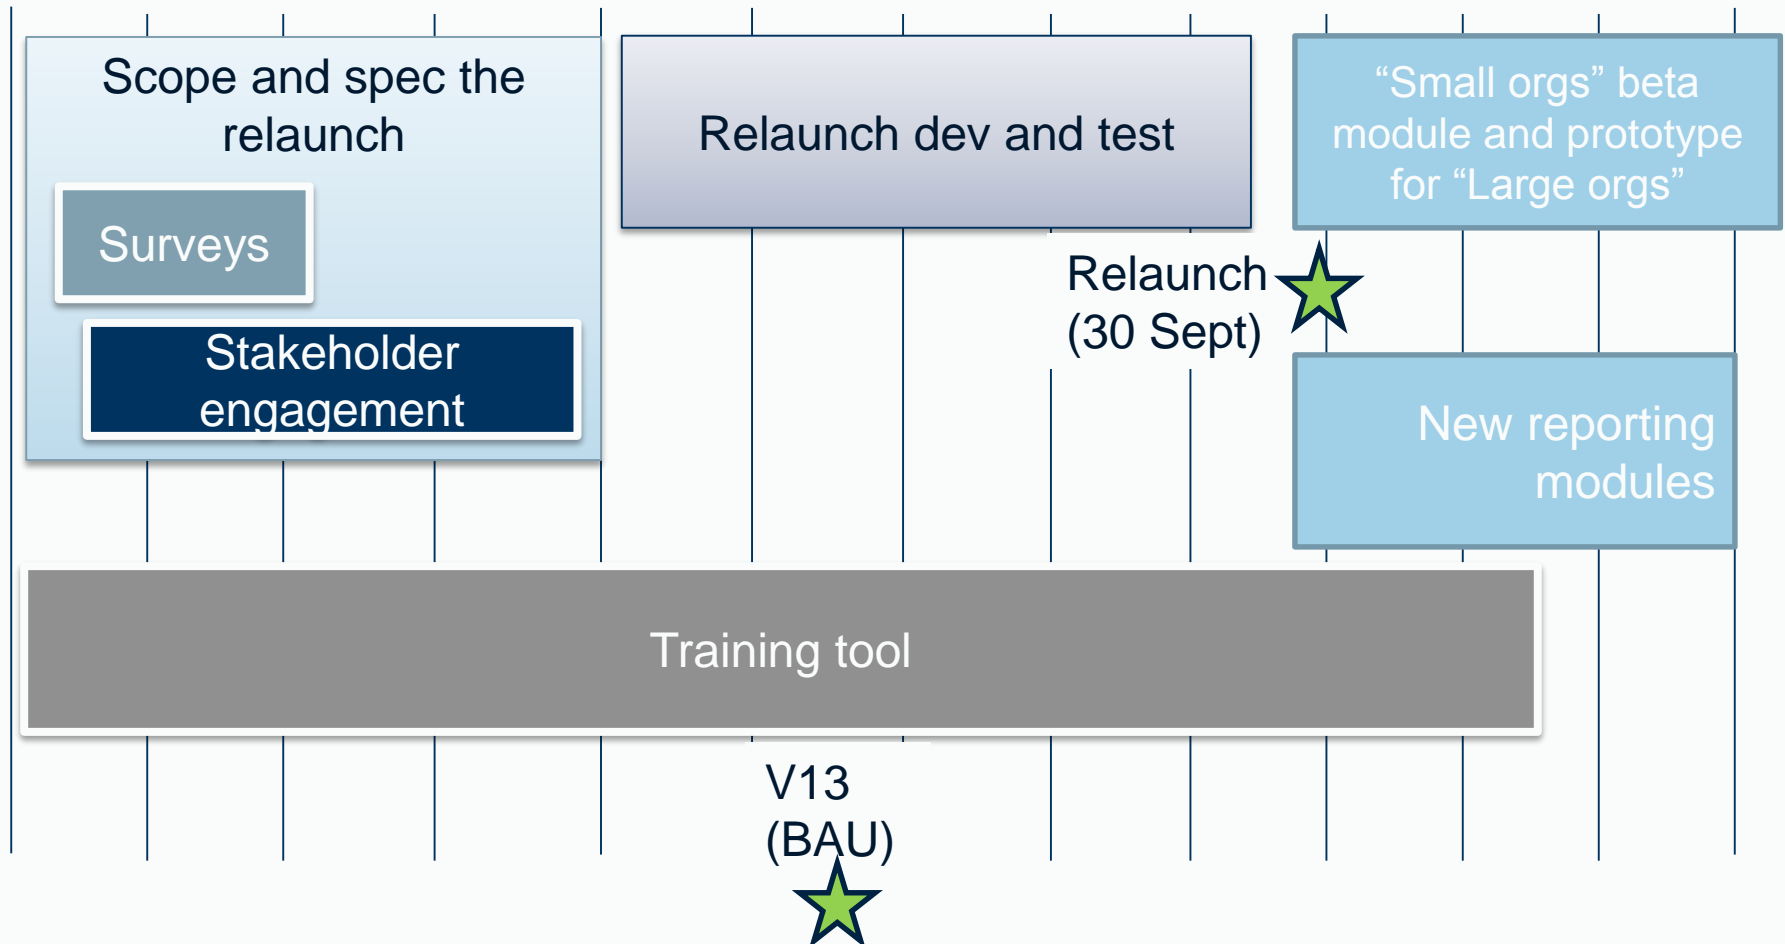 Scope and spec the
relaunch
Surveys
Stakeholder
engagement
Relaunch dev and test
“Small orgs” beta
module and prototype
for “Large orgs”
Relaunch
(30 Sept)
New reporting
modules
Training tool
V13
(BAU)